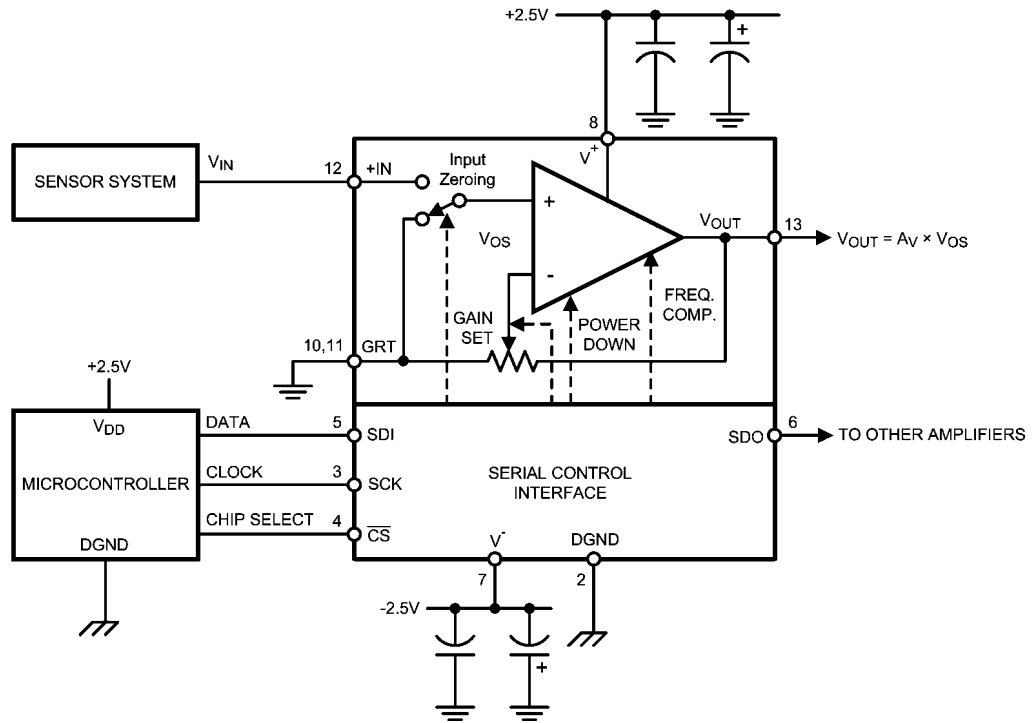 +2.5V
+
8
V+
SENSOR SYSTEM
VIN
12
+IN
Input
Zeroing
+
VOS
-
VOUT
13
VOUT = AV × VOS
GAIN
SET
POWER
DOWN
FREQ.
COMP.
10,11
GRT
+2.5V
VDD
MICROCONTROLLER
DGND
DATA
5
SDI
CLOCK
3
SCK
CHIP SELECT
4
CS
SERIAL CONTROL
INTERFACE
SDO
6
TO OTHER AMPLIFIERS
V-
DGND
7
2
-2.5V
+